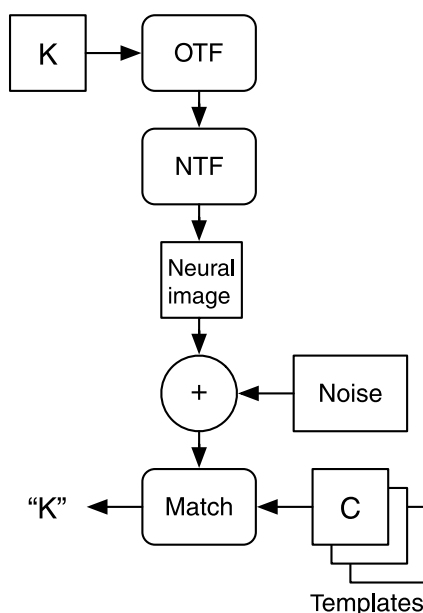 K
OTF
NTF
Neural
image
+
Noise
"K"
Match
C
Templates